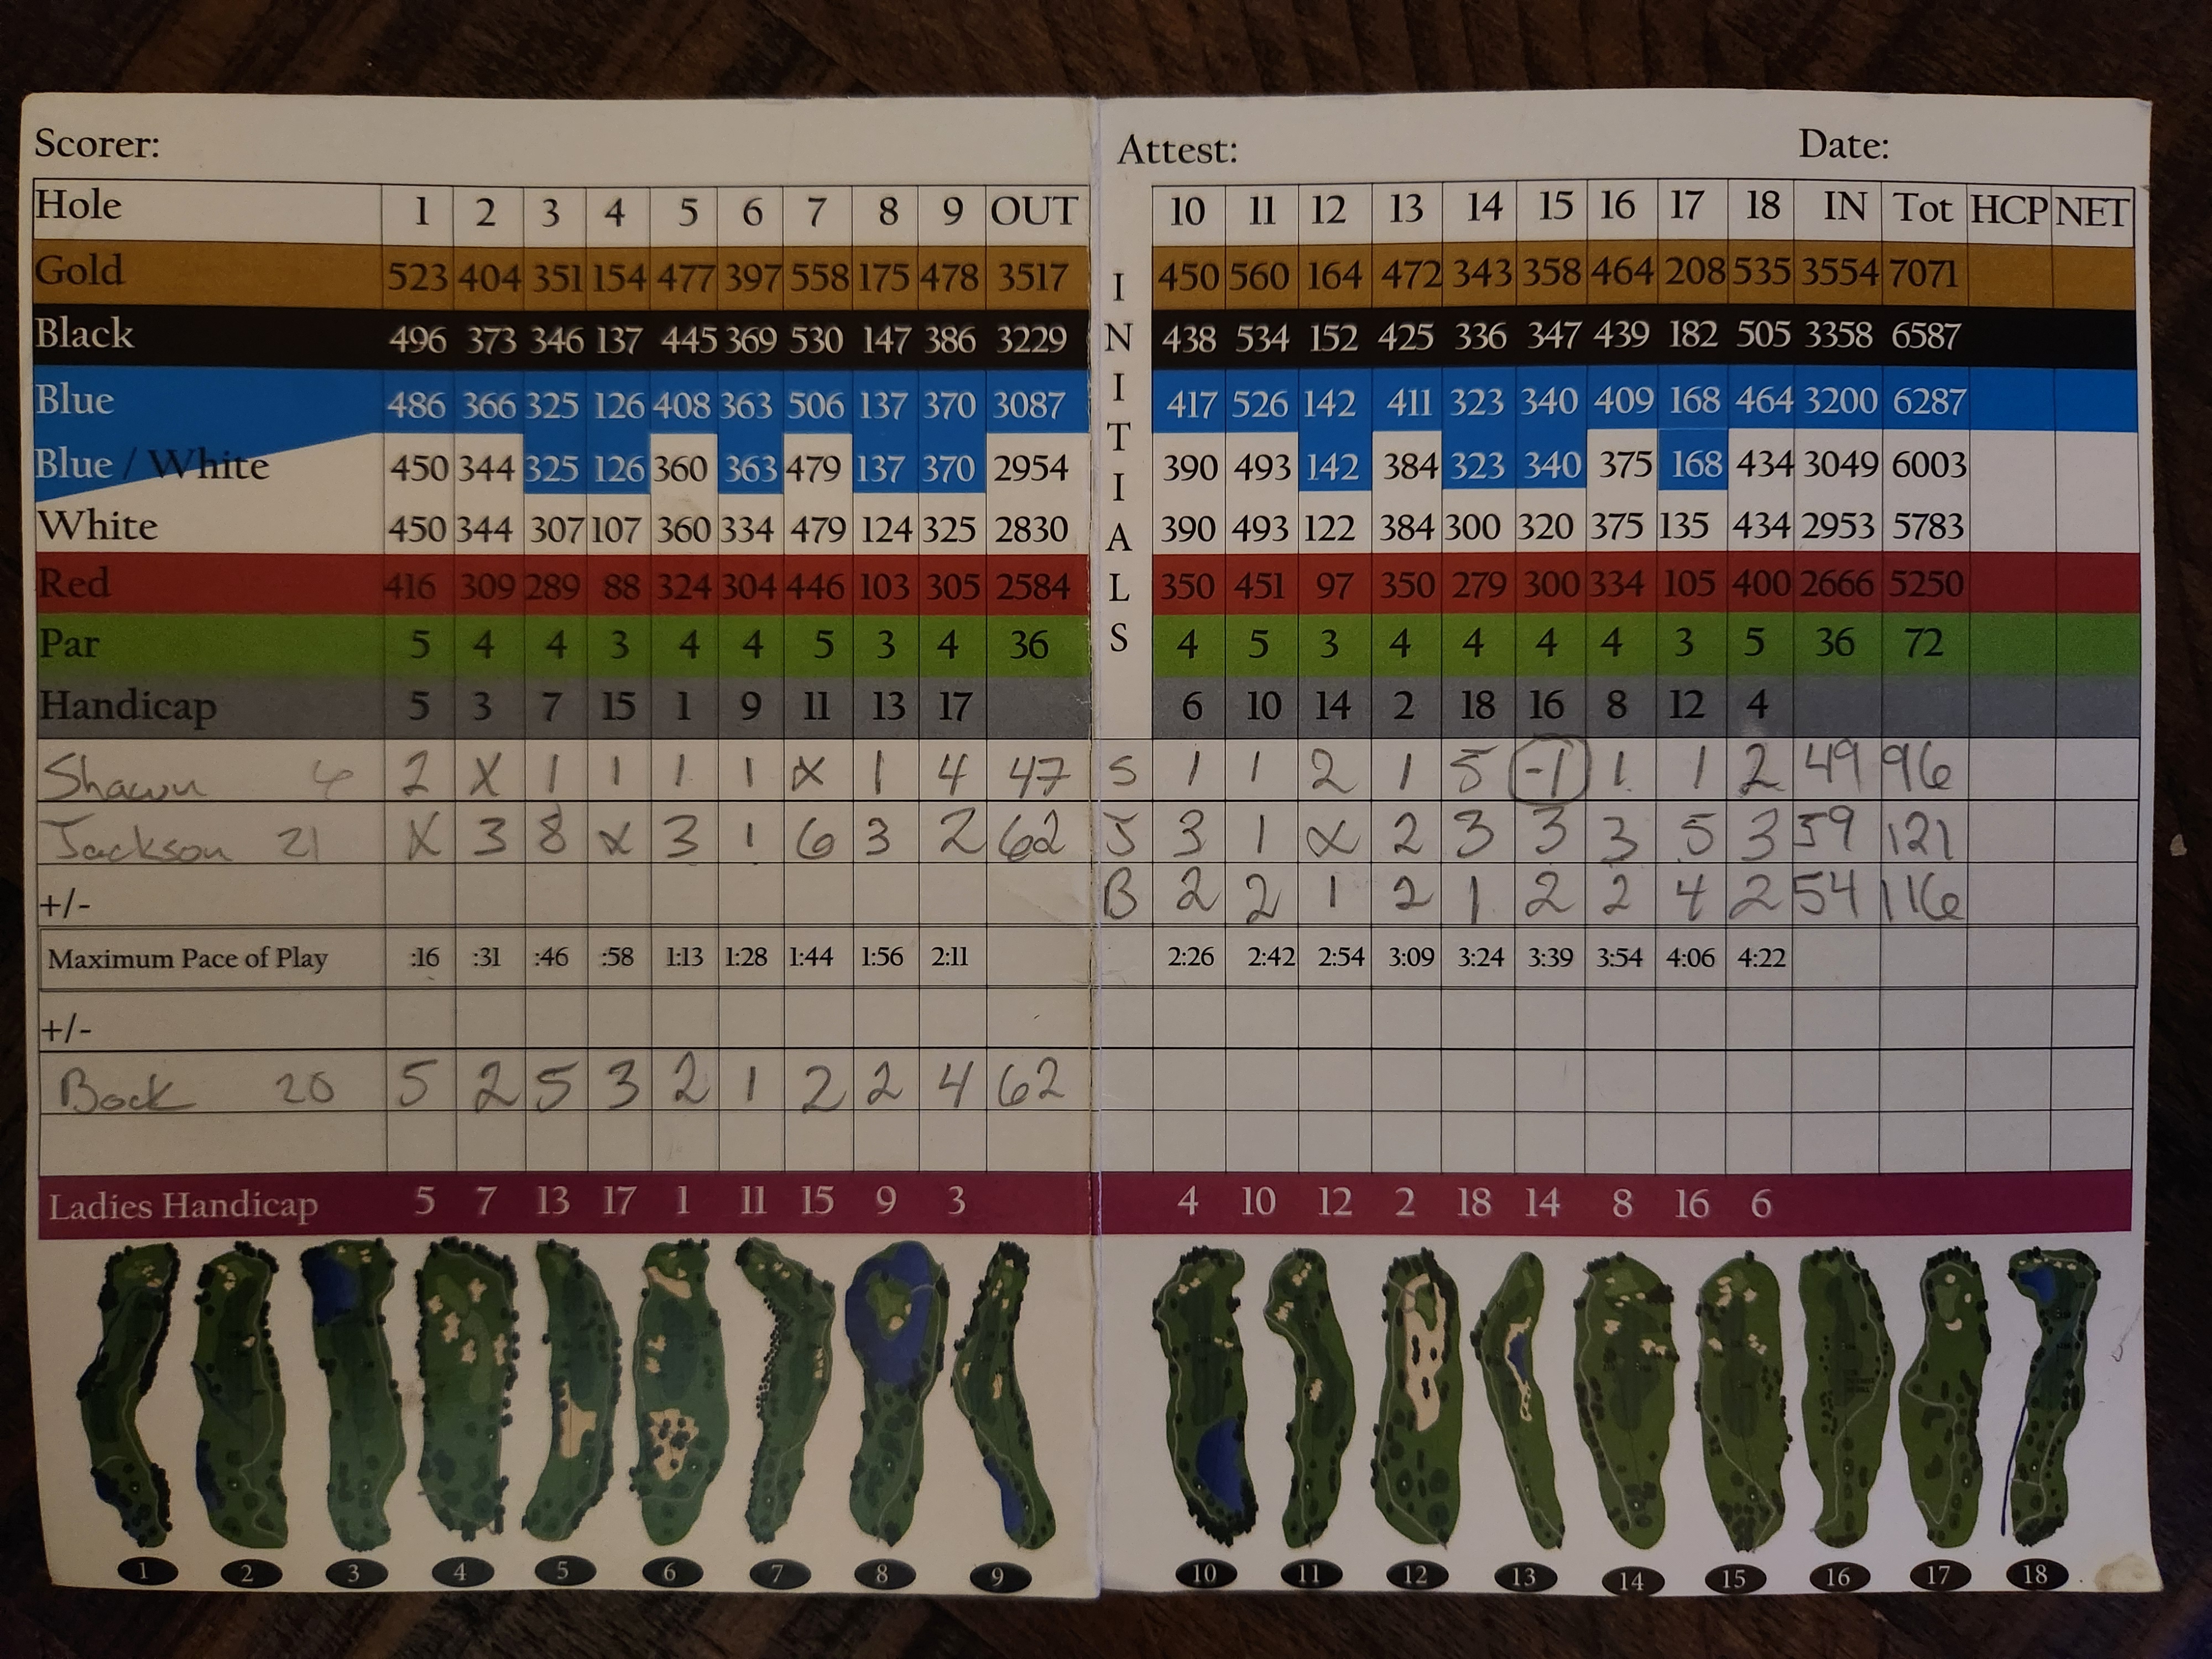 Scorer: Attest: Date:
Hole 1 2 3 4 5 6 7 8 9 OUT INITIALS 10 11 12 13 14 15 16 17 18 IN Tot HCP NET
Gold 523 404 351 154 477 397 558 175 478 3517 450 560 164 472 343 358 464 208 535 3554 7071
Black 496 373 346 137 445 369 530 147 386 3229 438 534 152 425 336 347 439 182 505 3358 6587
Blue 486 366 325 126 408 363 506 137 370 3087 417 526 142 411 323 340 409 168 464 3200 6287
Blue / White 450 344 325 126 360 363 479 137 370 2954 390 493 142 384 323 340 375 168 434 3049 6003
White 450 344 307 107 360 334 479 124 325 2830 390 493 122 384 300 320 375 135 434 2953 5783
Red 416 309 289 88 324 304 446 103 305 2584 350 451 97 350 279 300 334 105 400 2666 5250
Par 5 4 4 3 4 4 5 3 4 36 4 5 3 4 4 4 4 3 5 36 72
Handicap 5 3 7 15 1 9 11 13 17 6 10 14 2 18 16 8 12 4
Shawn 2 X 1 1 1 1 X 1 4 47 S 1 1 2 1 5 -1 1 1 2 49 96
Jackson 21 X 3 8 X 3 1 6 3 2 62 J 3 1 X 2 3 3 3 5 3 59 121
+/- B 2 2 1 2 1 2 2 4 2 54 116
Maximum Pace of Play :16 :31 :46 :58 1:13 1:28 1:44 1:56 2:11 2:26 2:42 2:54 3:09 3:24 3:39 3:54 4:06 4:22
+/-
Bock 20 5 2 5 3 2 1 2 2 4 62
Ladies Handicap 5 7 13 17 1 11 15 9 3 4 10 12 2 18 14 8 16 6
1 2 3 4 5 6 7 8 9 10 11 12 13 14 15 16 17 18